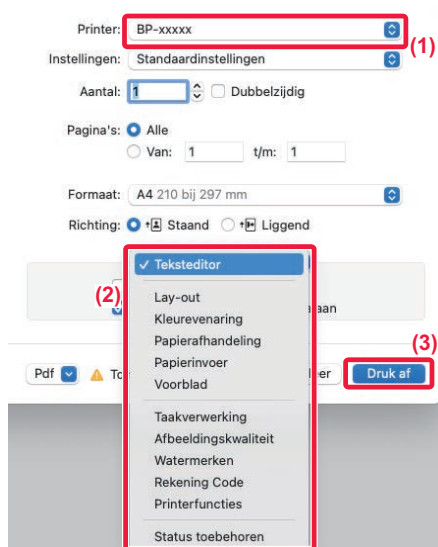 Printer: BP-xxxxx
(1)
Instellingen: Standaardinstellingen
Aantal: 1 Dubbelzijdig
Pagina's: Alle
Van: 1 t/m: 1
Formaat: A4 210 bij 297 mm
Richting: Staand Liggend
✓ Teksteditor
(2)
Lay-out
Kleurevenaring
Papierafhandeling
Papierinvoer
Voorblad
Taakverwerking
Afbeeldingskwaliteit
Watermerken
Rekening Code
Printerfuncties
Status toebehoren
(3)
Pdf Druk af